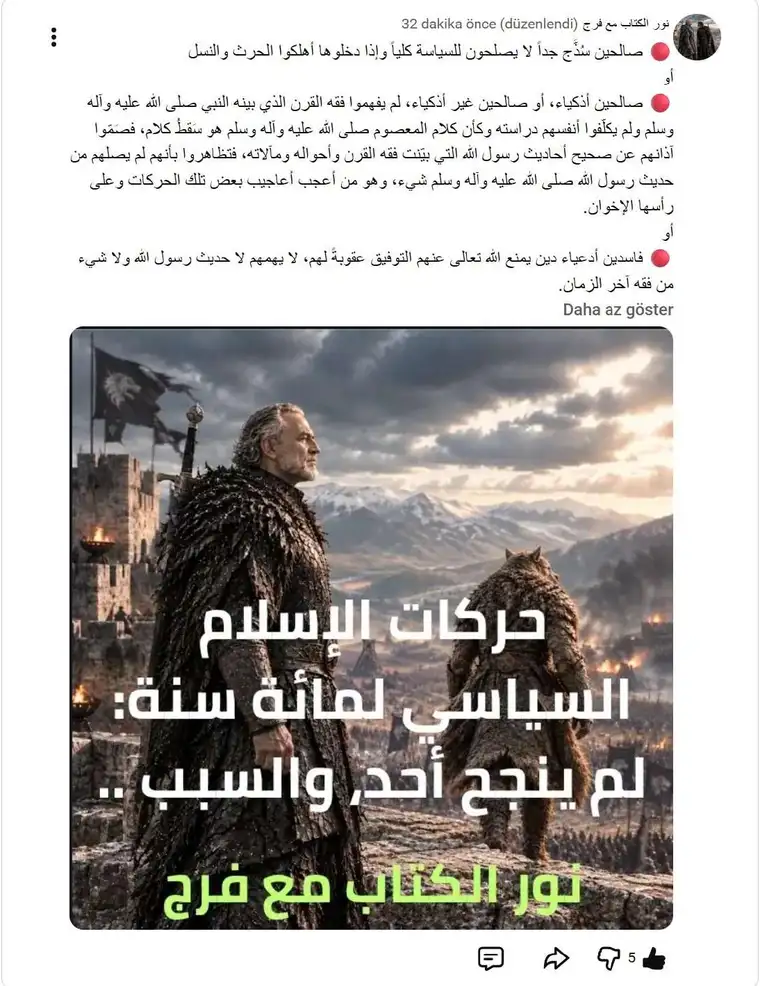 نور الكتاب مع فرج 32 dakika önce (düzenlendi)
🔴 صالحين سُذَّج جداً لا يصلحون للسياسة كلياً وإذا دخلوها أهلكوا الحرث والنسل
أو
🔴 صالحين أذكياء، أو صالحين غير أذكياء، لم يفهموا فقه القرن الذي بينه النبي صلى الله عليه وآله
وسلم ولم يكلّفوا أنفسهم دراسته وكأن كلام المعصوم صلى الله عليه وآله وسلم هو سَقطُ كلام، فصَمّوا
آذانهم عن صحيح أحاديث رسول الله التي بيّنت فقه القرن وأحواله ومآلاته، فتظاهروا بأنهم لم يصلهم من
حديث رسول الله صلى الله عليه وآله وسلم شيء، وهو من أعجب أعاجيب بعض تلك الحركات وعلى
رأسها الإخوان.
أو
🔴 فاسدين أدعياء دين يمنع الله تعالى عنهم التوفيق عقوبةً لهم، لا يهمهم لا حديث رسول الله ولا شيء
من فقه آخر الزمان.
Daha az göster
حركات الإسلام
السياسي لمائة سنة:
لم ينجح أحد, والسبب ..
نور الكتاب مع فرج
5